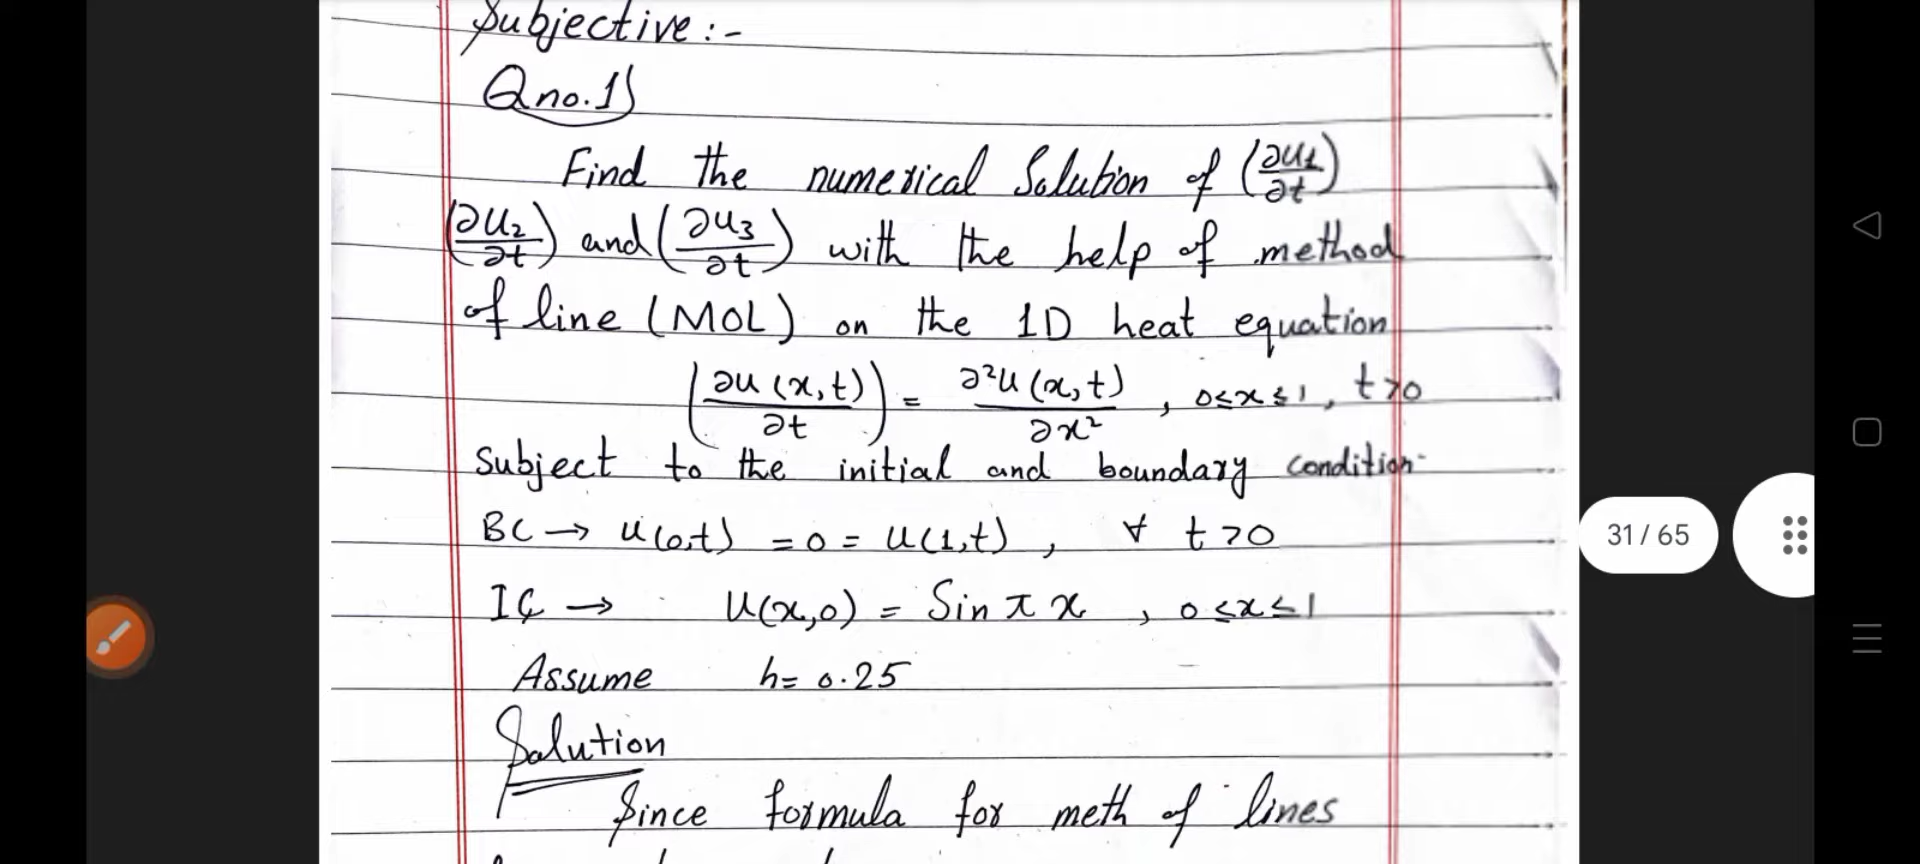 Subjective:-
Qno.1)
Find the numerical Solution of (∂u1/∂t)
(∂u2/∂t) and (∂u3/∂t) with the help of method
of line (MOL) on the 1D heat equation
(∂u(x,t)/∂t) = ∂²u(x,t)/∂x² , 0≤x≤1, t>0
subject to the initial and boundary condition
BC → u(0,t) = 0 = u(1,t) , ∀ t>0
IC → u(x,0) = Sin π x , 0≤x≤1
Assume h= 0.25
Solution
Since formula for meth of lines
31/65